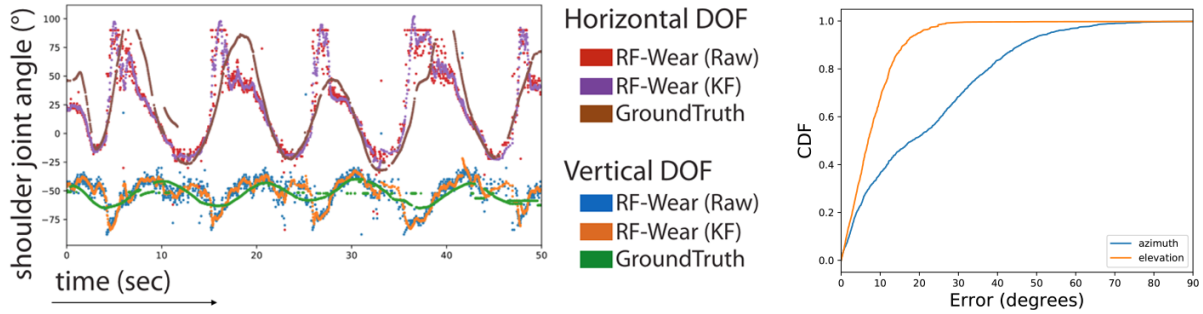 shoulder joint angle (°)
100
75
50
25
0
−25
−50
−75
0
10
20
30
40
50
time (sec)
Horizontal DOF
RF-Wear (Raw)
RF-Wear (KF)
GroundTruth
Vertical DOF
RF-Wear (Raw)
RF-Wear (KF)
GroundTruth
CDF
1.0
0.8
0.6
0.4
0.2
0.0
0
10
20
30
40
50
60
70
80
90
Error (degrees)
azimuth
elevation